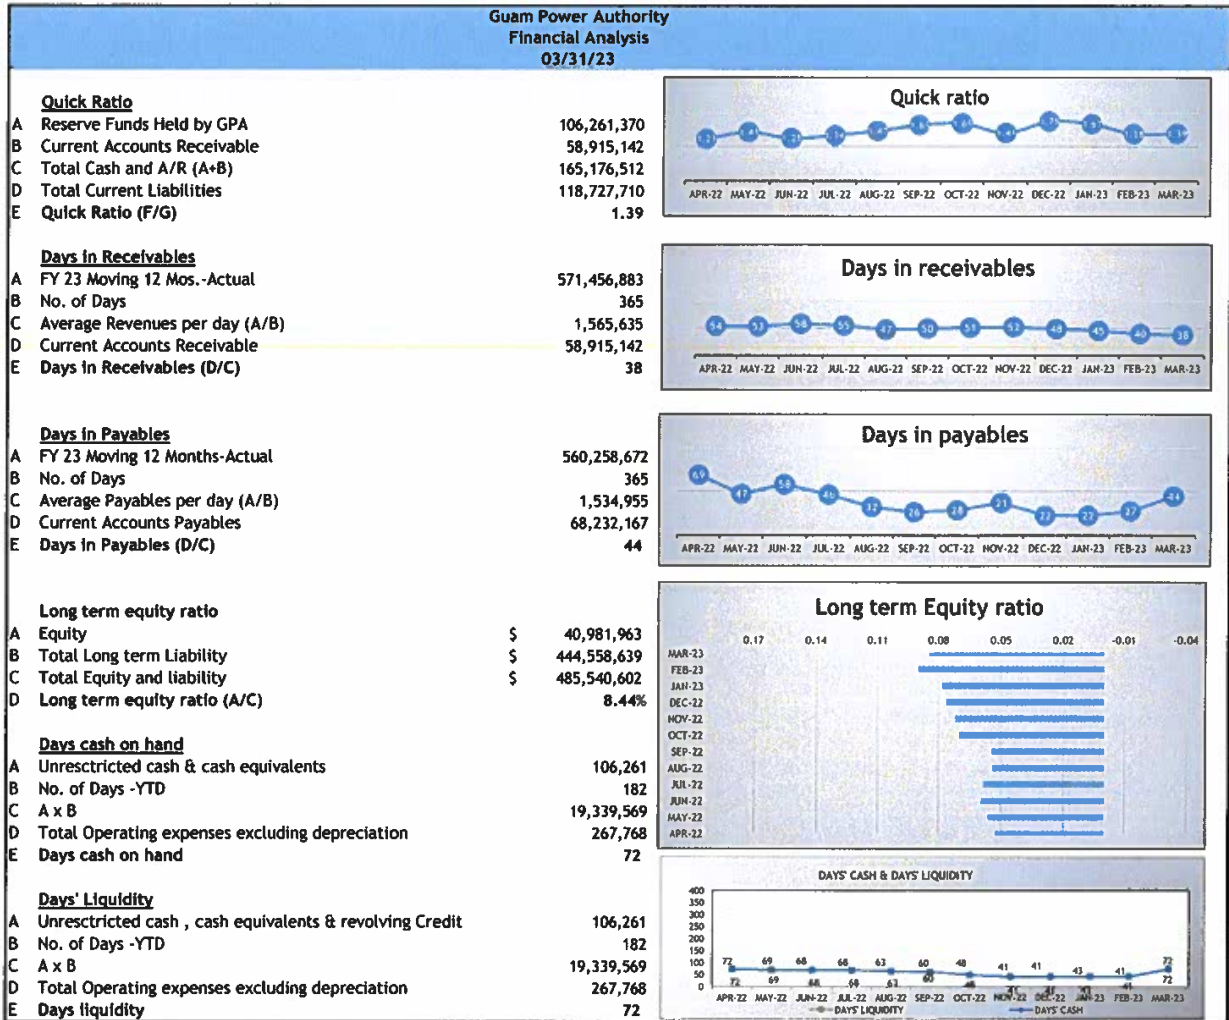 Guam Power Authority
Financial Analysis
03/31/23
Quick Ratio
A Reserve Funds Held by GPA 106,261,370
B Current Accounts Receivable 58,915,142
C Total Cash and A/R (A+B) 165,176,512
D Total Current Liabilities 118,727,710
E Quick Ratio (F/G) 1.39
Quick ratio
APR-22 MAY-22 JUN-22 JUL-22 AUG-22 SEP-22 OCT-22 NOV-22 DEC-22 JAN-23 FEB-23 MAR-23
Days in Receivables
A FY 23 Moving 12 Mos.-Actual 571,456,883
B No. of Days 365
C Average Revenues per day (A/B) 1,565,635
D Current Accounts Receivable 58,915,142
E Days in Receivables (D/C) 38
Days in receivables
54 53 58 55 47 50 51 52 48 45 40 38
APR-22 MAY-22 JUN-22 JUL-22 AUG-22 SEP-22 OCT-22 NOV-22 DEC-22 JAN-23 FEB-23 MAR-23
Days in Payables
A FY 23 Moving 12 Months-Actual 560,258,672
B No. of Days 365
C Average Payables per day (A/B) 1,534,955
D Current Accounts Payables 68,232,167
E Days in Payables (D/C) 44
Days in payables
69 47 58 46 32 26 28 22 22 27 44
APR-22 MAY-22 JUN-22 JUL-22 AUG-22 SEP-22 OCT-22 NOV-22 DEC-22 JAN-23 FEB-23 MAR-23
Long term equity ratio
A Equity $ 40,981,963
B Total Long term Liability $ 444,558,639
C Total Equity and liability $ 485,540,602
D Long term equity ratio (A/C) 8.44%
Long term Equity ratio
0.17 0.14 0.11 0.08 0.05 0.02 -0.01 -0.04
MAR-23
FEB-23
JAN-23
DEC-22
NOV-22
OCT-22
SEP-22
AUG-22
JUL-22
JUN-22
MAY-22
APR-22
Days cash on hand
A Unresctricted cash & cash equivalents 106,261
B No. of Days -YTD 182
C A x B 19,339,569
D Total Operating expenses excluding depreciation 267,768
E Days cash on hand 72
Days' Liquidity
A Unresctricted cash , cash equivalents & revolving Credit 106,261
B No. of Days -YTD 182
C A x B 19,339,569
D Total Operating expenses excluding depreciation 267,768
E Days liquidity 72
DAYS' CASH & DAYS' LIQUIDITY
400
350
300
250
200
150
100
50
0
72 69 68 68 63 60 48 41 41 43 41 72
72 69 68 68 63 60 48 41 41 43 41 72
APR-22 MAY-22 JUN-22 JUL-22 AUG-22 SEP-22 OCT-22 NOV-22 DEC-22 JAN-23 FEB-23 MAR-23
DAYS' LIQUIDITY DAYS' CASH